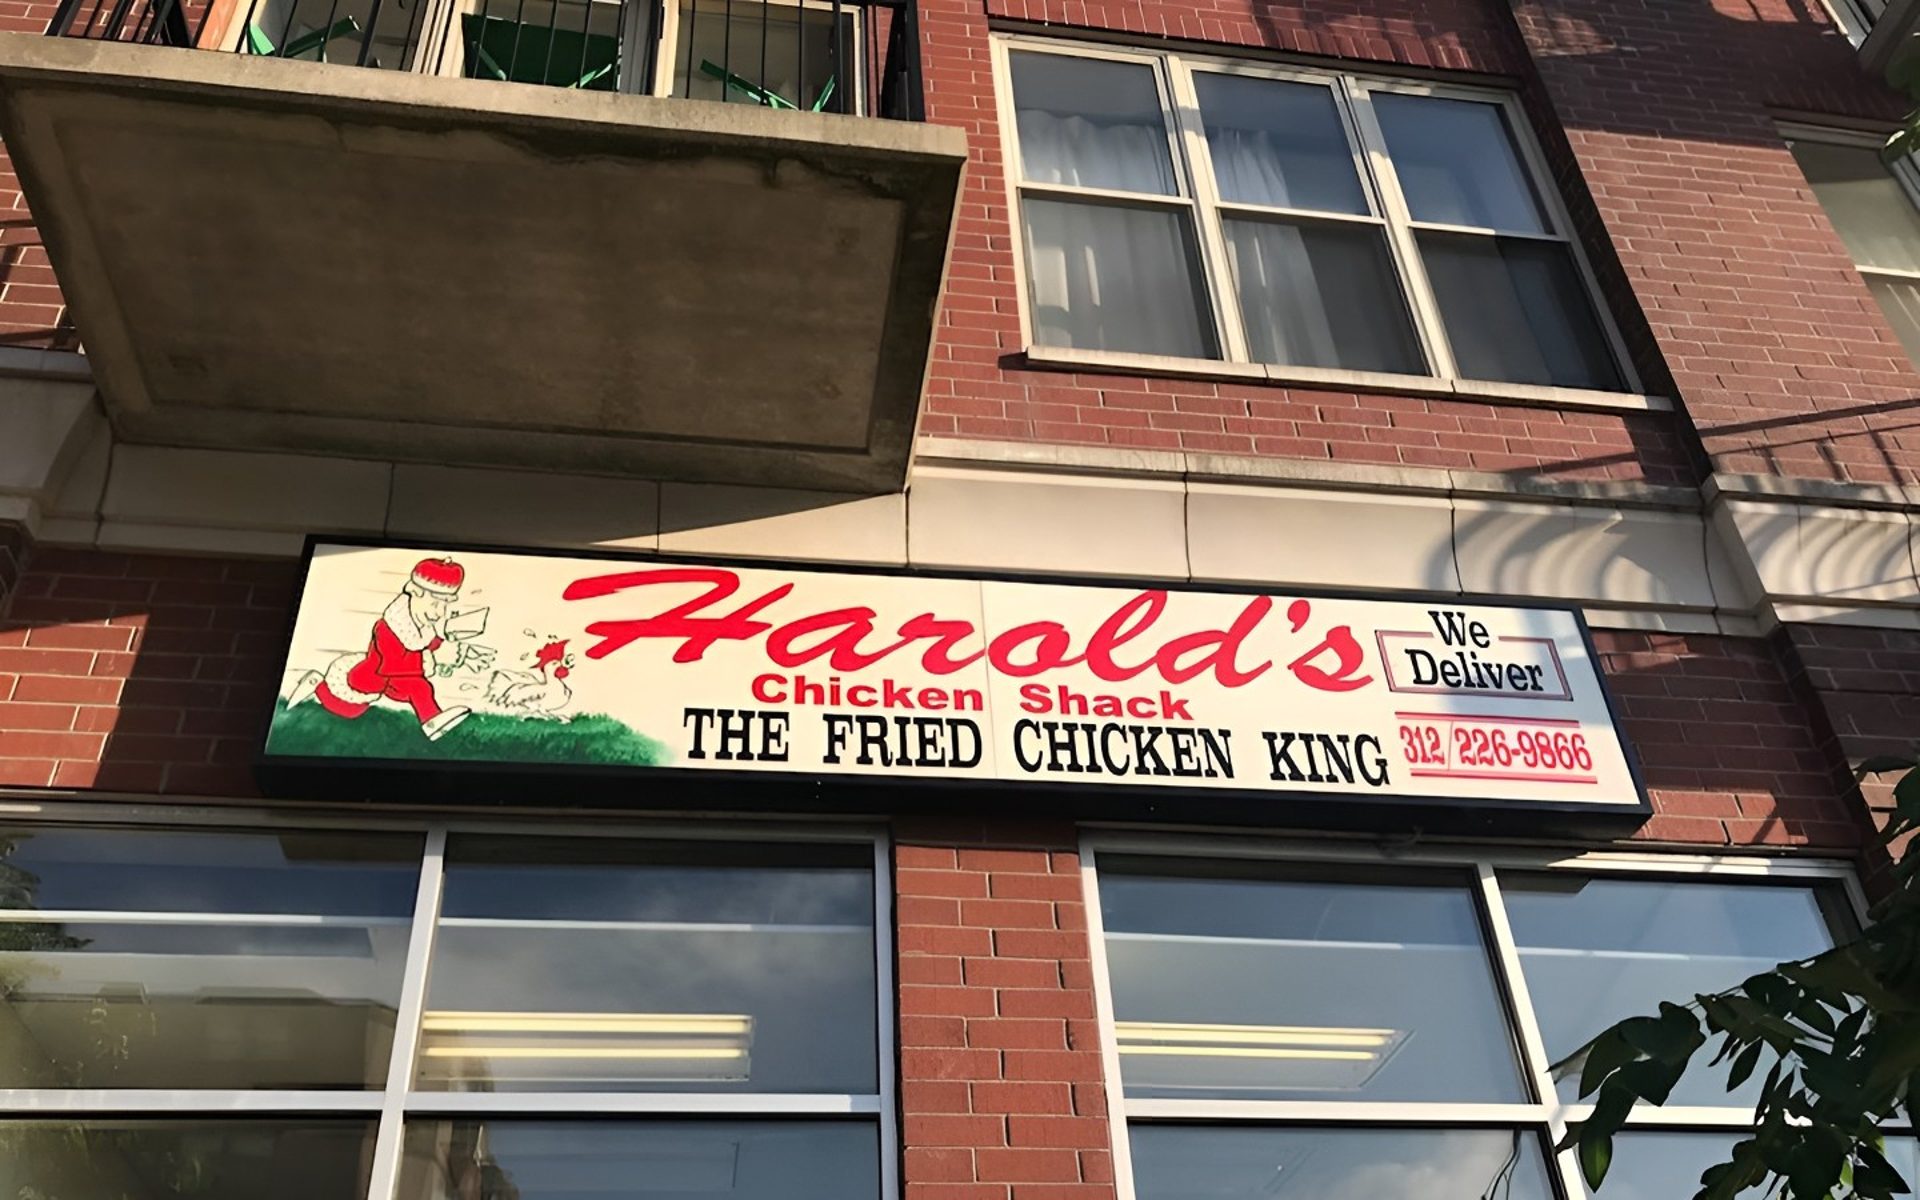 Harold's
Chicken Shack
THE FRIED CHICKEN KING
We
Deliver
312/226-9866